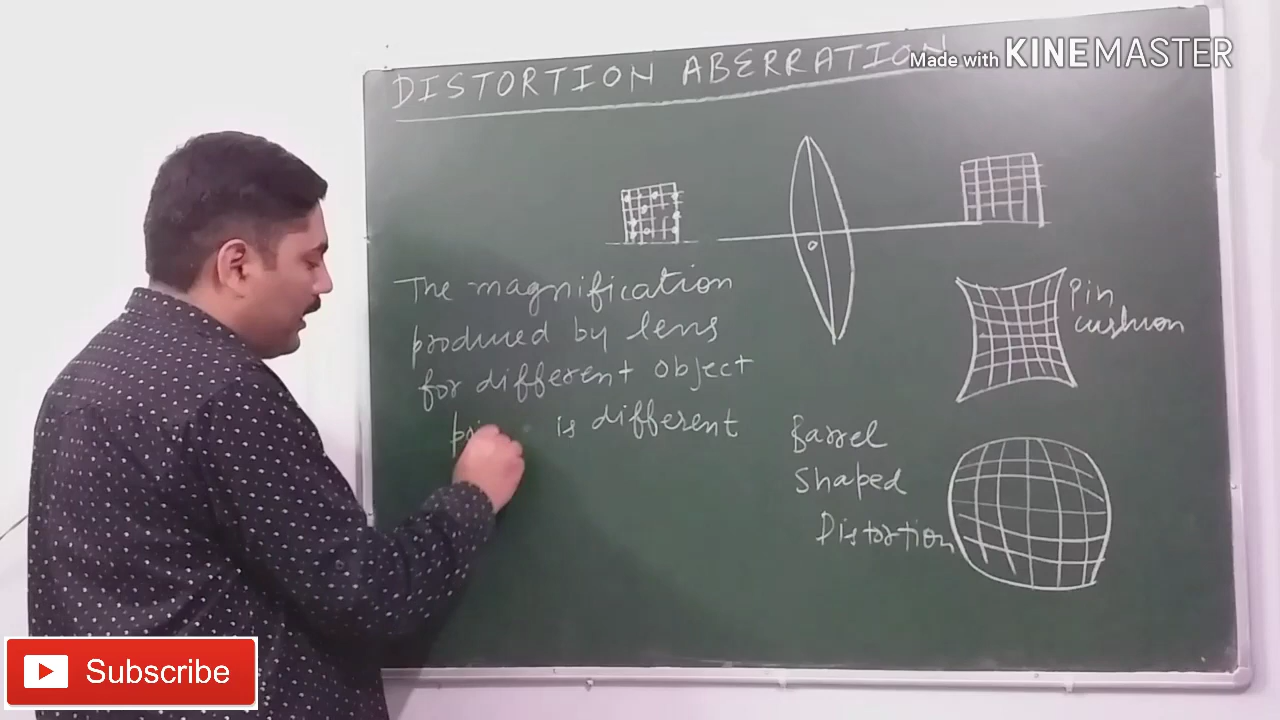 DISTORTION ABERRATION
Made with KINEMASTER
The magnification
produced by lens
for different object
is different
Pin
cushion
Barrel
Shaped
Distortion
Subscribe